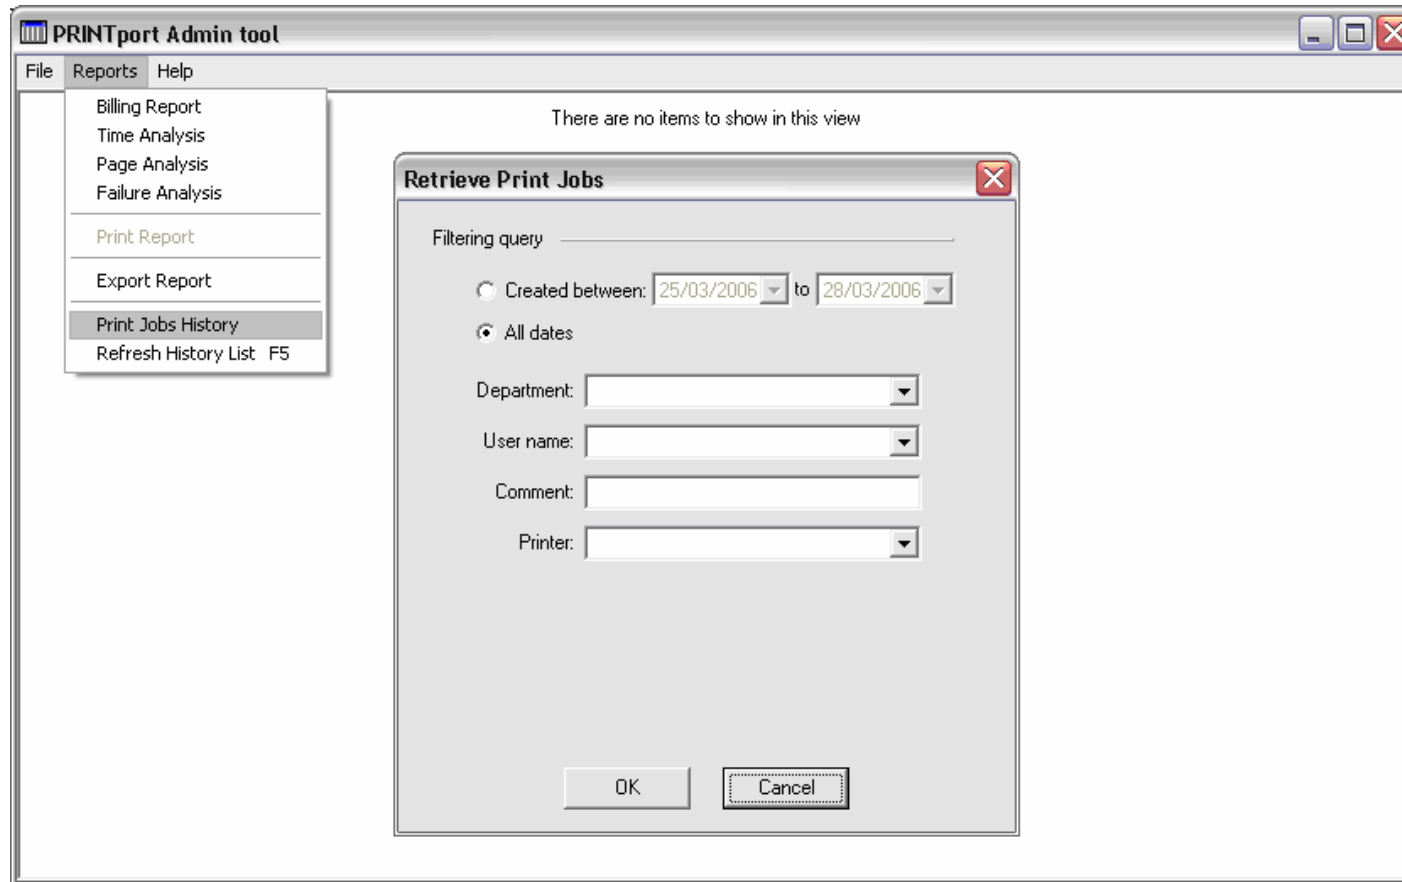 PRINTport Admin tool
File Reports Help
Billing Report
Time Analysis
Page Analysis
Failure Analysis
Print Report
Export Report
Print Jobs History
Refresh History List F5
There are no items to show in this view
Retrieve Print Jobs
Filtering query
Created between: 25/03/2006 to 28/03/2006
All dates
Department:
User name:
Comment:
Printer:
OK Cancel